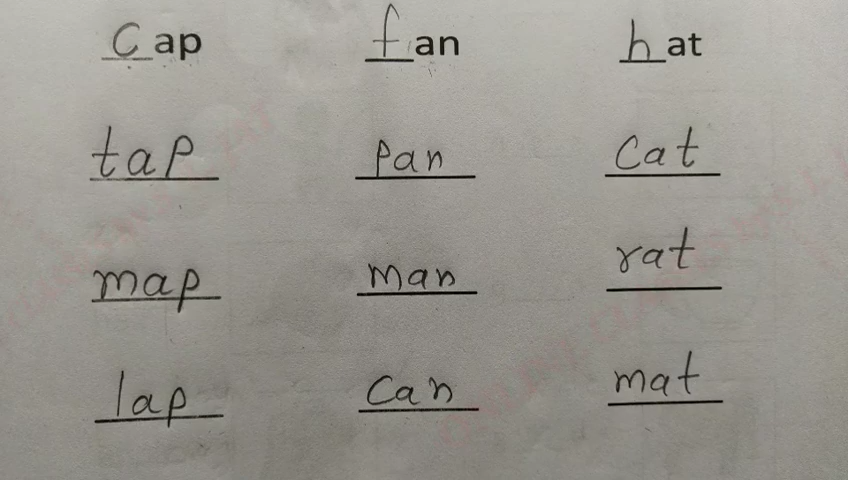 cap fan hat
tap pan cat
map man rat
lap can mat